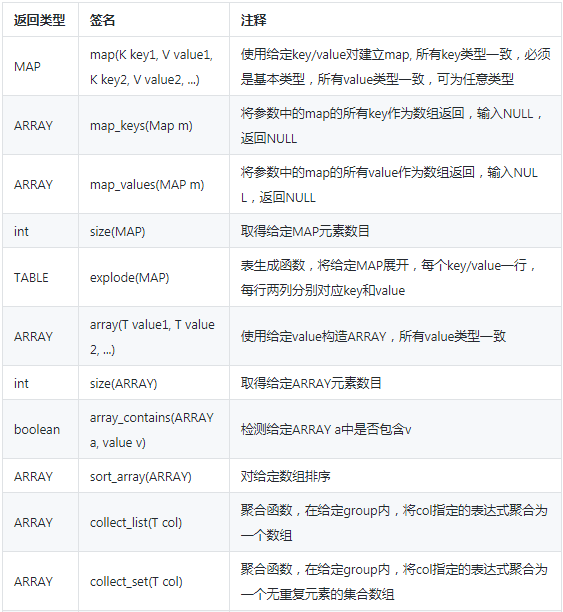 返回类型 签名 注释
MAP map(K key1, V value1, 使用给定key/value对建立map, 所有key类型一致，必须
K key2, V value2, ...) 是基本类型，所有value类型一致，可为任意类型
ARRAY map_keys(Map m) 将参数中的map的所有key作为数组返回，输入NULL，
返回NULL
ARRAY map_values(MAP m) 将参数中的map的所有value作为数组返回，输入NUL
L，返回NULL
int size(MAP) 取得给定MAP元素数目
TABLE explode(MAP) 表生成函数，将给定MAP展开，每个key/value一行，
每行两列分别对应key和value
ARRAY array(T value1, T value 使用给定value构造ARRAY，所有value类型一致
2, ...)
int size(ARRAY) 取得给定ARRAY元素数目
boolean array_contains(ARRAY 检测给定ARRAY a中是否包含v
a, value v)
ARRAY sort_array(ARRAY) 对给定数组排序
ARRAY collect_list(T col) 聚合函数，在给定group内，将col指定的表达式聚合为
一个数组
ARRAY collect_set(T col) 聚合函数，在给定group内，将col指定的表达式聚合为
一个无重复元素的集合数组